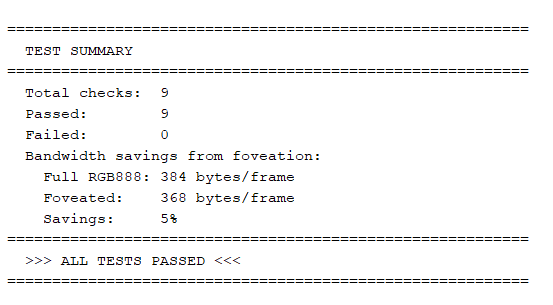 ==========================================================
TEST SUMMARY
==========================================================
Total checks: 9
Passed: 9
Failed: 0
Bandwidth savings from foveation:
Full RGB888: 384 bytes/frame
Foveated: 368 bytes/frame
Savings: 5%
==========================================================
>>> ALL TESTS PASSED <<<
==========================================================